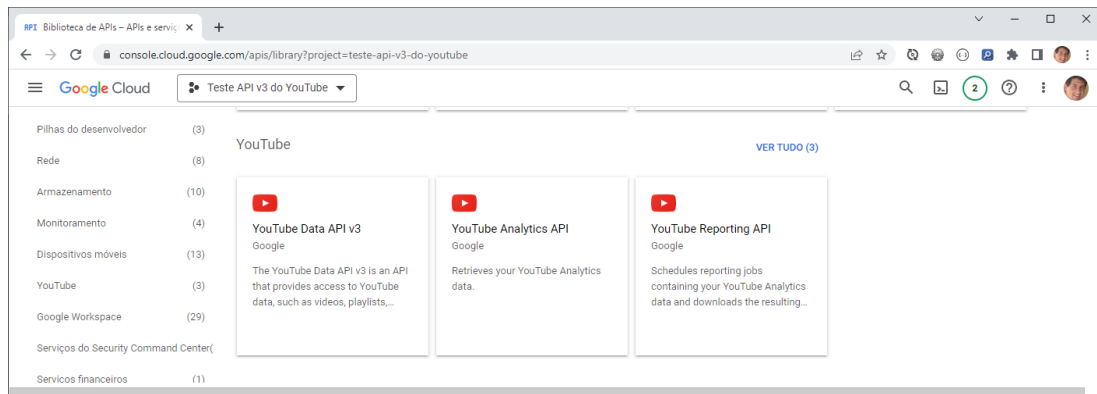 API Biblioteca de APIs – APIs e serviç
console.cloud.google.com/apis/library?project=teste-api-v3-do-youtube
Google Cloud
Teste API v3 do YouTube
2
Pilhas do desenvolvedor (3)
Rede (8)
Armazenamento (10)
Monitoramento (4)
Dispositivos móveis (13)
YouTube (3)
Google Workspace (29)
Serviços do Security Command Center(
Servicos financeiros (1)
YouTube
VER TUDO (3)
YouTube Data API v3
Google
The YouTube Data API v3 is an API
that provides access to YouTube
data, such as videos, playlists,...
YouTube Analytics API
Google
Retrieves your YouTube Analytics
data.
YouTube Reporting API
Google
Schedules reporting jobs
containing your YouTube Analytics
data and downloads the resulting...